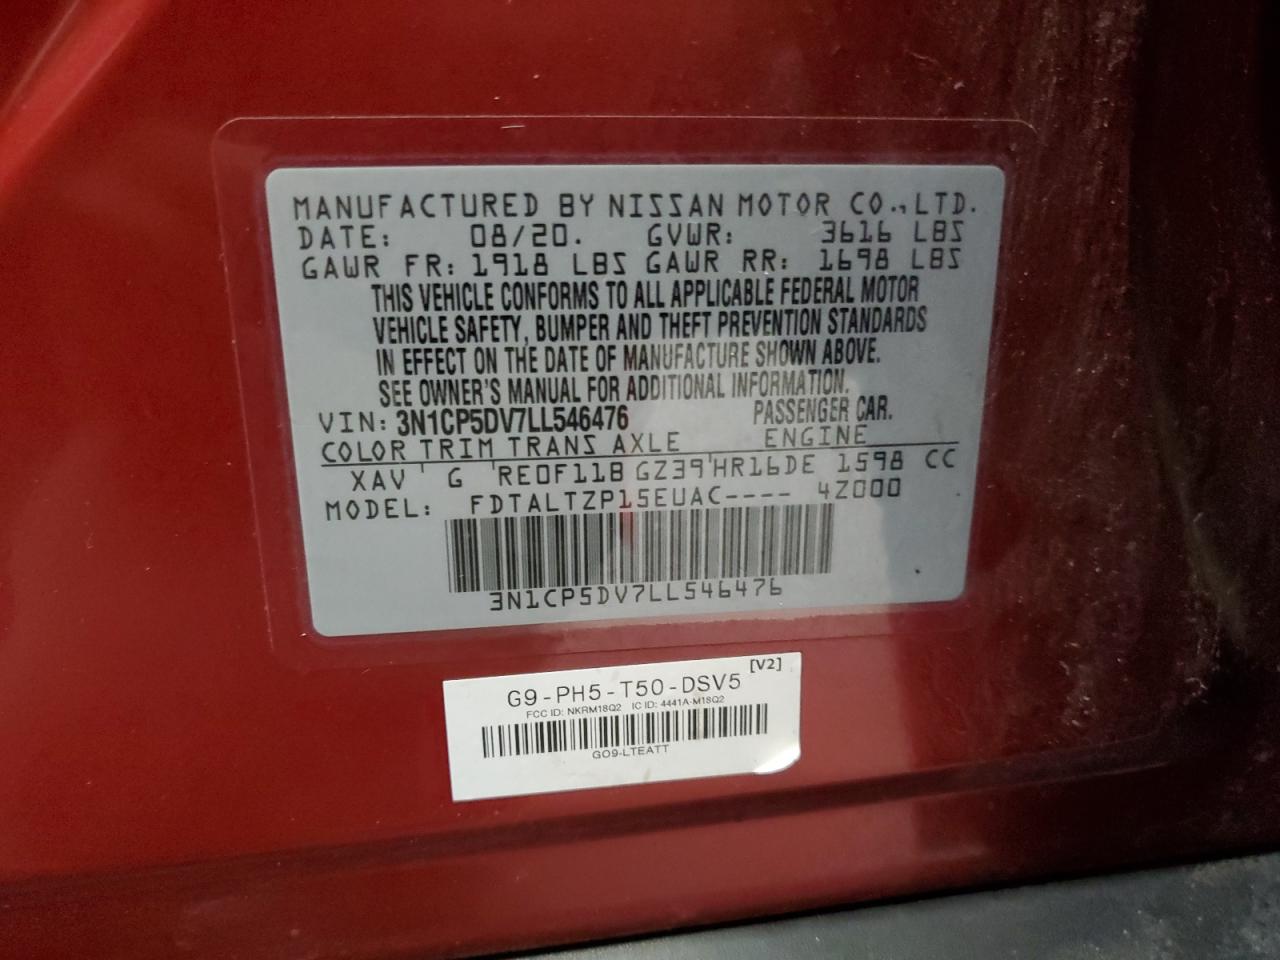 MANUFACTURED BY NISSAN MOTOR CO., LTD.
DATE: 08/20. GVWR: 3616 LBS
GAWR FR: 1918 LBS GAWR RR: 1698 LBS
THIS VEHICLE CONFORMS TO ALL APPLICABLE FEDERAL MOTOR
VEHICLE SAFETY, BUMPER AND THEFT PREVENTION STANDARDS
IN EFFECT ON THE DATE OF MANUFACTURE SHOWN ABOVE.
SEE OWNER'S MANUAL FOR ADDITIONAL INFORMATION.
VIN: 3N1CP5DV7LL546476 PASSENGER CAR.
COLOR TRIM TRANS AXLE ENGINE
XAV G RE0F11B GZ39 HR16DE 1598 CC
MODEL: FDTALTZP15EUAC---- 4Z000
3N1CP5DV7LL546476
[V2]
G9-PH5-T50-DSV5
FCC ID: NKRM18Q2 IC ID: 4441A-M18Q2
GO9-LTEATT